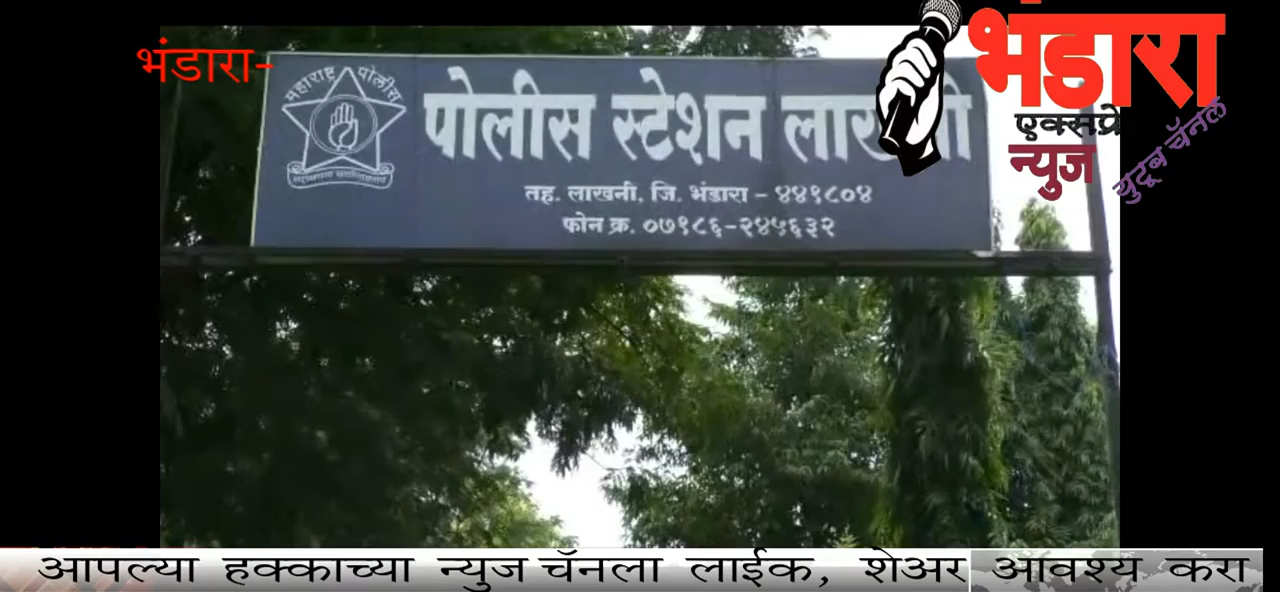 भंडारा-
भंडारा
एक्सप्रे
न्युज
युटूब चॅनल
महाराष्ट्र पोलीस
पोलीस स्टेशन
तह. लाखनी, जि. भंडारा - ४४१८०४
फोन क्र. ०७१८६-२४५६३२
आपल्या हक्काच्या न्युज चॅनला लाईक, शेअर आवश्य करा